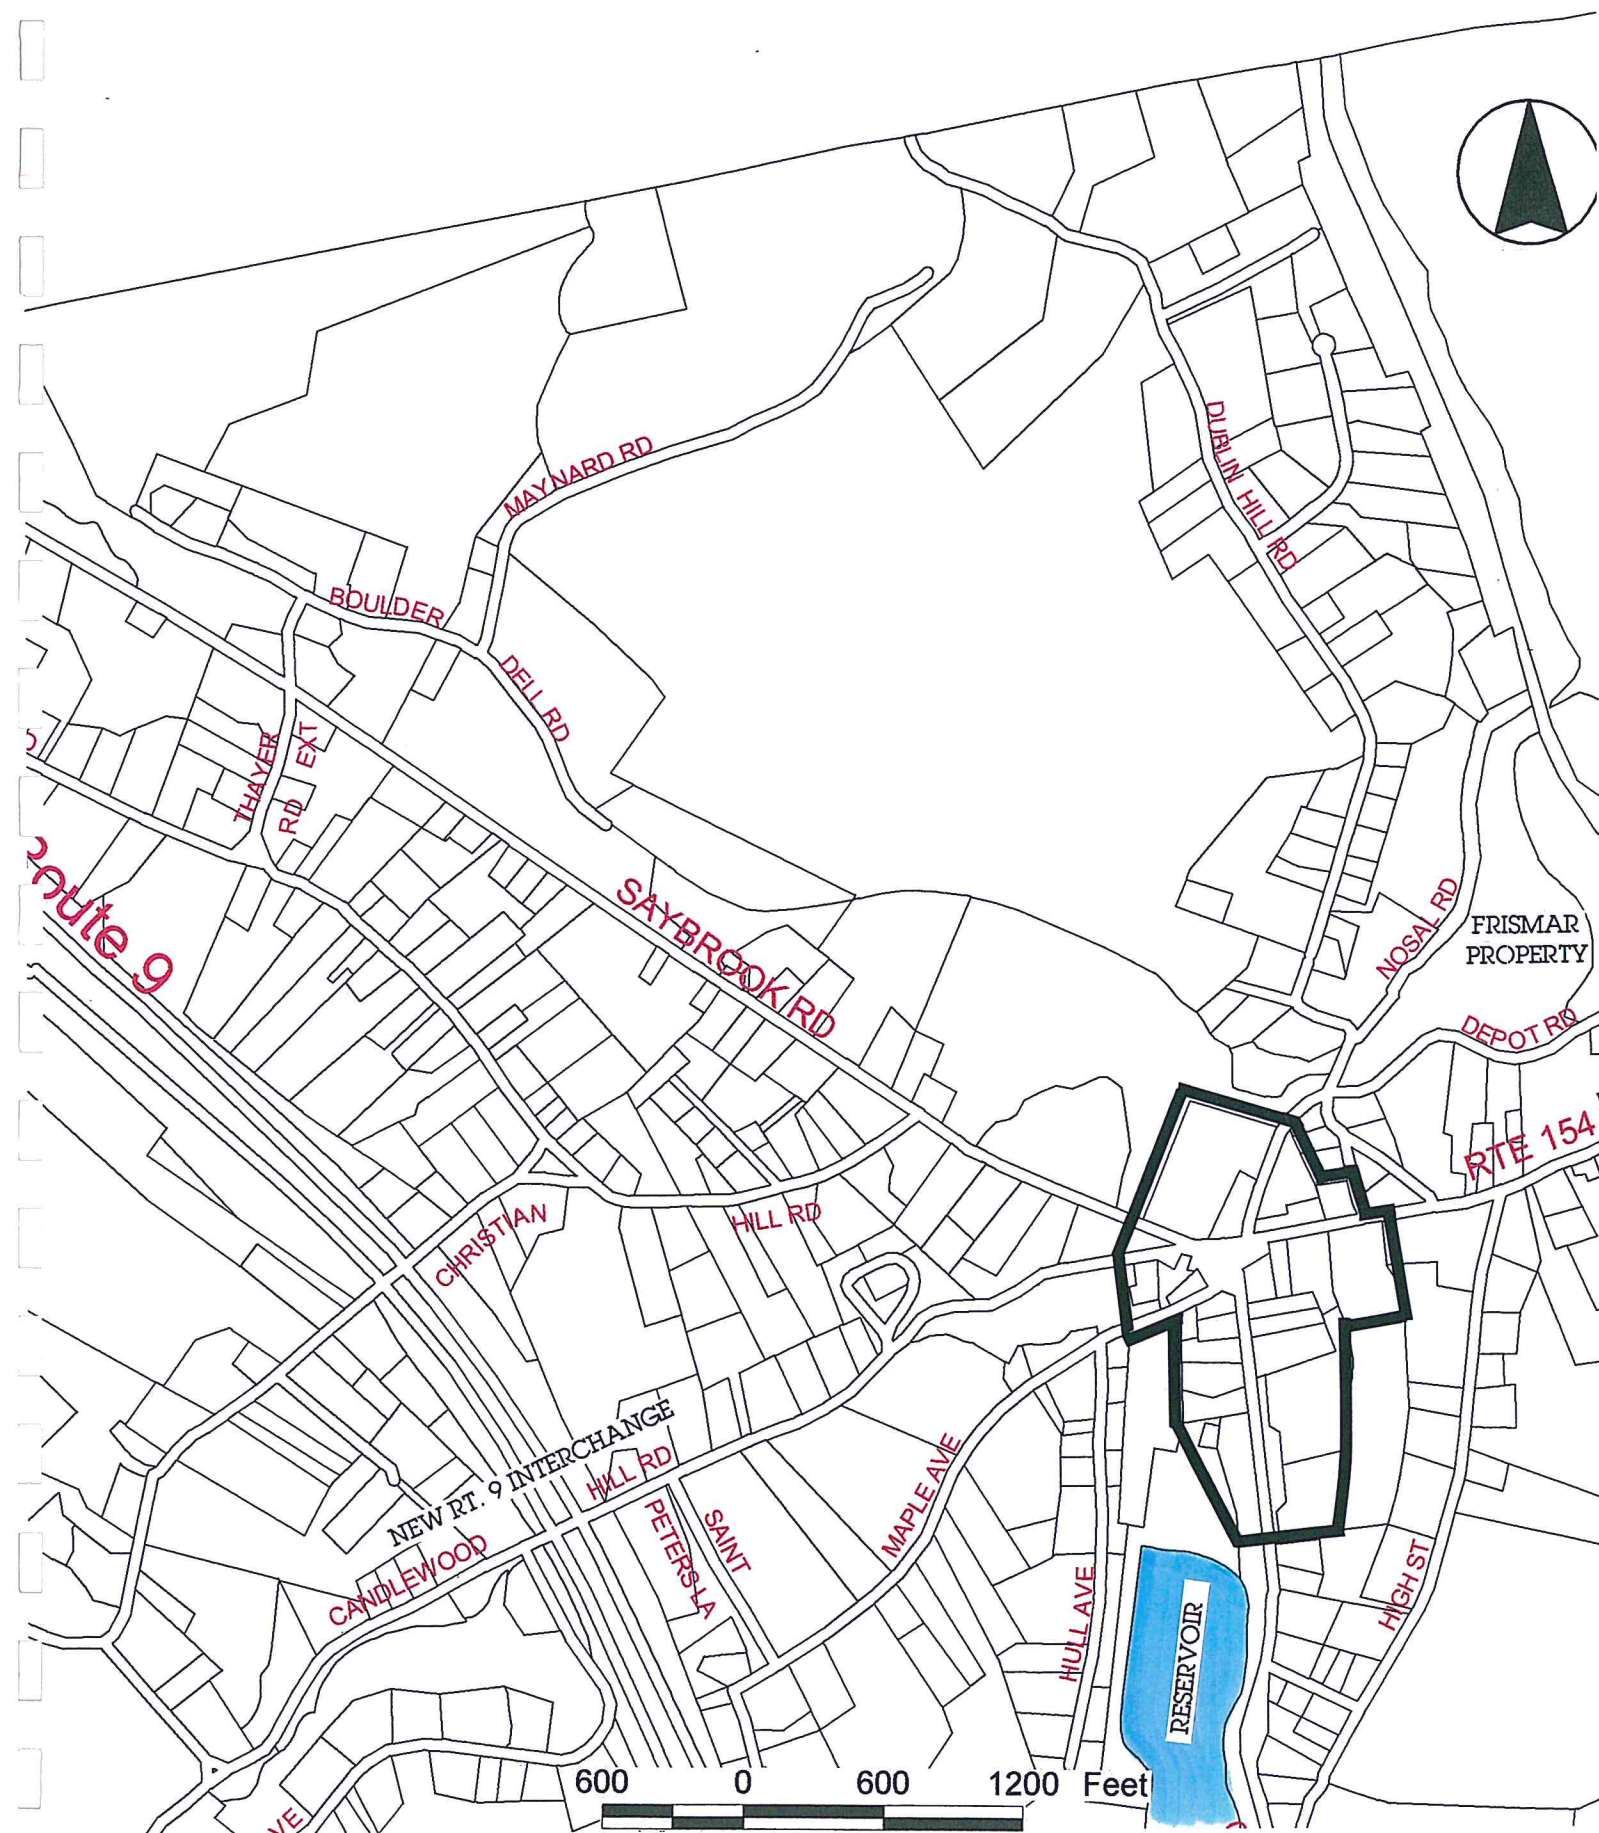 DUBLIN HILL RD
MAYNARD RD
BOULDER
DELL RD
THAYER
RD EXT
Route 9
SAYBROOK RD
NOSAL RD
FRISMAR
PROPERTY
DEPOT RD
RTE 154
CHRISTIAN
HILL RD
NEW RT. 9 INTERCHANGE
CANDLEWOOD
HILL RD
SAINT
PETERS LA
MAPLE AVE
HULL AVE
RESERVOIR
HIGH ST
600 0 600 1200 Feet
VE